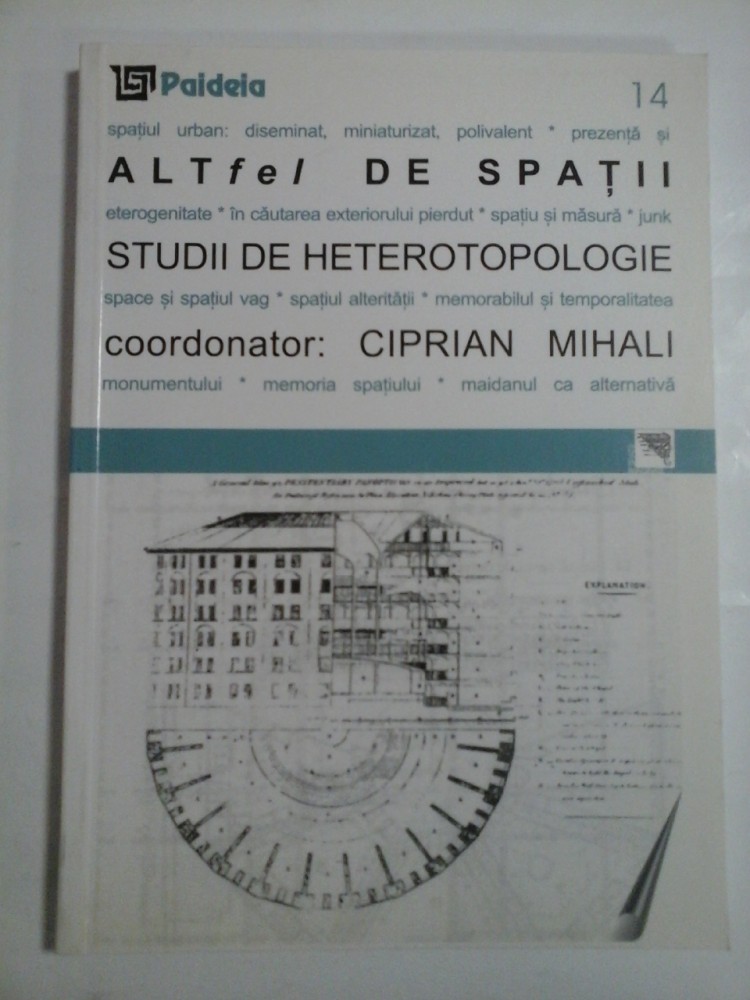 Paideia
14
spațiul urban: diseminat, miniaturizat, polivalent * prezență și
ALTfel DE SPAȚII
eterogenitate * în căutarea exteriorului pierdut * spațiu și măsură * junk
STUDII DE HETEROTOPOLOGIE
space și spațiul vag * spațiul alterității * memorabilul și temporalitatea
coordonator: CIPRIAN MIHALI
monumentului * memoria spațiului * maidanul ca alternativă
EXPLANATION